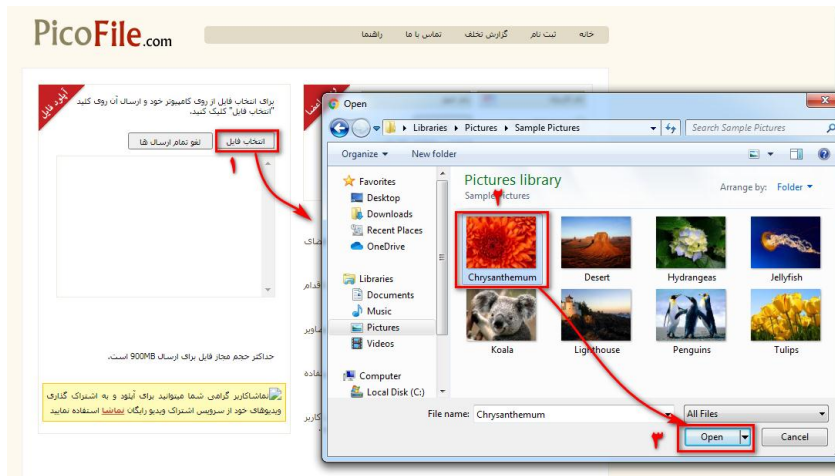 PicoFile.com
خانه ثبت نام گزارش تخلف تماس با ما راهنما
آپلود فایل
برای انتخاب فایل از روی کامپیوتر خود و ارسال آن روی کلید
"انتخاب فایل" کلیک کنید.
انتخاب فایل لغو تمام ارسال ها
۱
حداکثر حجم مجاز فایل برای ارسال 900MB است.
نماشاکاربر گرامی شما میتوانید برای آپلود و به اشتراک گذاری
ویدیوهای خود از سرویس اشتراک ویدیو رایگان نماشا استفاده نمایید
Open
Libraries Pictures Sample Pictures
Search Sample Pictures
Organize New folder
Favorites
Desktop
Downloads
Recent Places
OneDrive
Libraries
Documents
Music
Pictures
Videos
Computer
Local Disk (C:)
Pictures library
Sample Pictures
۲
Arrange by: Folder
Chrysanthemum Desert Hydrangeas Jellyfish
Koala Lighthouse Penguins Tulips
File name: Chrysanthemum All Files
۳
Open Cancel